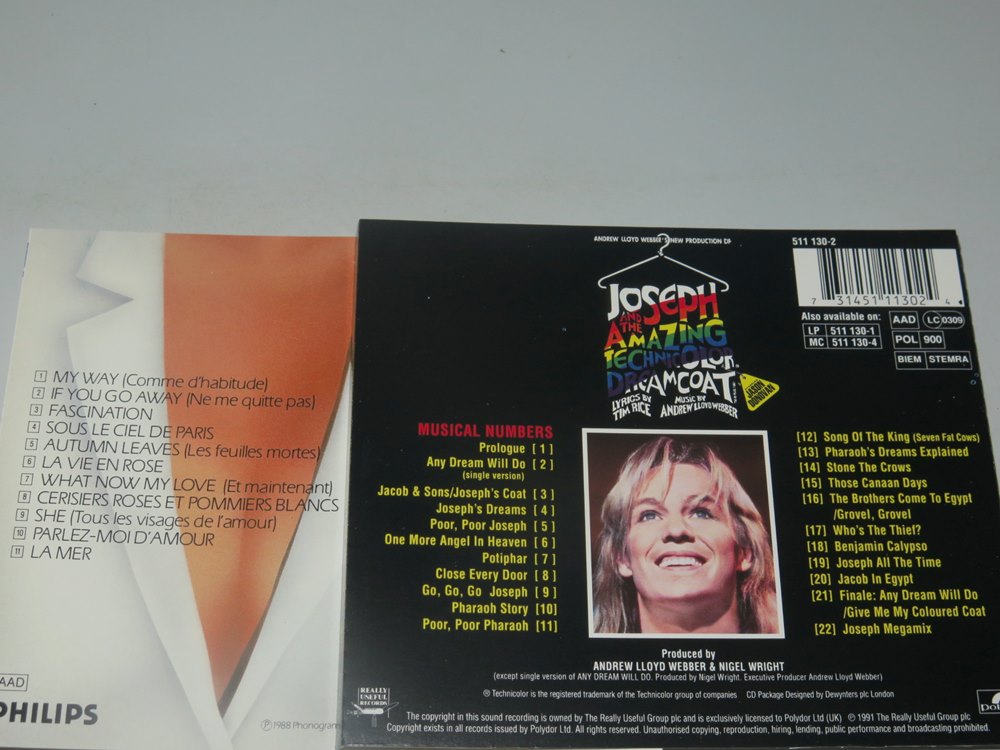 1 MY WAY (Comme d'habitude)
2 IF YOU GO AWAY (Ne me quitte pas)
3 FASCINATION
4 SOUS LE CIEL DE PARIS
5 AUTUMN LEAVES (Les feuilles mortes)
6 LA VIE EN ROSE
7 WHAT NOW MY LOVE (Et maintenant)
8 CERISIERS ROSES ET POMMIERS BLANCS
9 SHE (Tous les visages de l'amour)
10 PARLEZ-MOI D'AMOUR
11 LA MER
AAD
PHILIPS
Ⓟ 1988 Phonogram
ANDREW LLOYD WEBBER'S NEW PRODUCTION OF
JOSEPH
AND THE
AMAZING
TECHNICOLOR
DREAMCOAT
LYRICS BY
TIM RICE
MUSIC BY
ANDREW LLOYD WEBBER
JASON
DONOVAN
511 130-2
7 31451 11302 4
Also available on:
LP 511 130-1
MC 511 130-4
AAD
LC 0309
POL 900
BIEM STEMRA
MUSICAL NUMBERS
Prologue [ 1 ]
Any Dream Will Do [ 2 ]
(single version)
Jacob & Sons/Joseph's Coat [ 3 ]
Joseph's Dreams [ 4 ]
Poor, Poor Joseph [ 5 ]
One More Angel In Heaven [ 6 ]
Potiphar [ 7 ]
Close Every Door [ 8 ]
Go, Go, Go Joseph [ 9 ]
Pharaoh Story [10]
Poor, Poor Pharaoh [11]
[12] Song Of The King (Seven Fat Cows)
[13] Pharaoh's Dreams Explained
[14] Stone The Crows
[15] Those Canaan Days
[16] The Brothers Come To Egypt
/Grovel, Grovel
[17] Who's The Thief?
[18] Benjamin Calypso
[19] Joseph All The Time
[20] Jacob In Egypt
[21] Finale: Any Dream Will Do
/Give Me My Coloured Coat
[22] Joseph Megamix
Produced by
ANDREW LLOYD WEBBER & NIGEL WRIGHT
(except single version of ANY DREAM WILL DO. Produced by Nigel Wright. Executive Producer Andrew Lloyd Webber)
® Technicolor is the registered trademark of the Technicolor group of companies CD Package Designed by Dewynters plc London
REALLY
USEFUL
RECORDS
The copyright in this sound recording is owned by The Really Useful Group plc and is exclusively licensed to Polydor Ltd (UK) ℗ 1991 The Really Useful Group plc
Copyright exists in all records issued by Polydor Ltd. All rights reserved. Unauthorised copying, reproduction, hiring, lending, public performance and broadcasting prohibited.